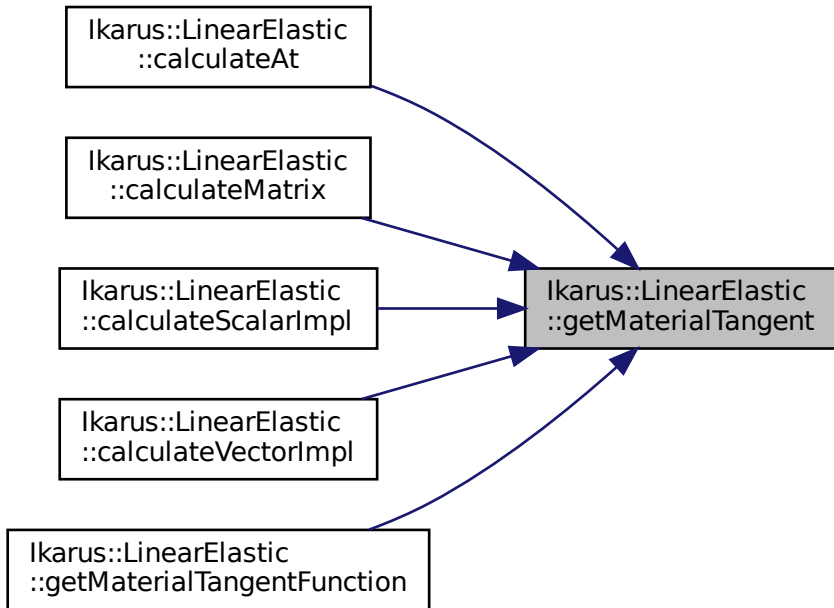 Ikarus::LinearElastic
::calculateAt
Ikarus::LinearElastic
::calculateMatrix
Ikarus::LinearElastic
::calculateScalarImpl
Ikarus::LinearElastic
::calculateVectorImpl
Ikarus::LinearElastic
::getMaterialTangentFunction
Ikarus::LinearElastic
::getMaterialTangent